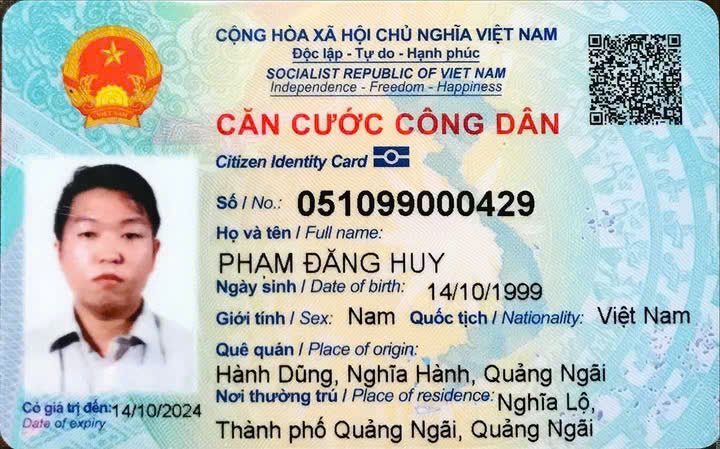 CỘNG HÒA XÃ HỘI CHỦ NGHĨA VIỆT NAM
Độc lập - Tự do - Hạnh phúc
SOCIALIST REPUBLIC OF VIET NAM
Independence - Freedom - Happiness
VIỆT NAM
CĂN CƯỚC CÔNG DÂN
Citizen Identity Card
Số / No.: 051099000429
Họ và tên / Full name:
PHẠM ĐĂNG HUY
Ngày sinh / Date of birth: 14/10/1999
Giới tính / Sex: Nam Quốc tịch / Nationality: Việt Nam
Quê quán / Place of origin:
Hành Dũng, Nghĩa Hành, Quảng Ngãi
Nơi thường trú / Place of residence: Nghĩa Lộ,
Thành phố Quảng Ngãi, Quảng Ngãi
Có giá trị đến: 14/10/2024
Date of expiry